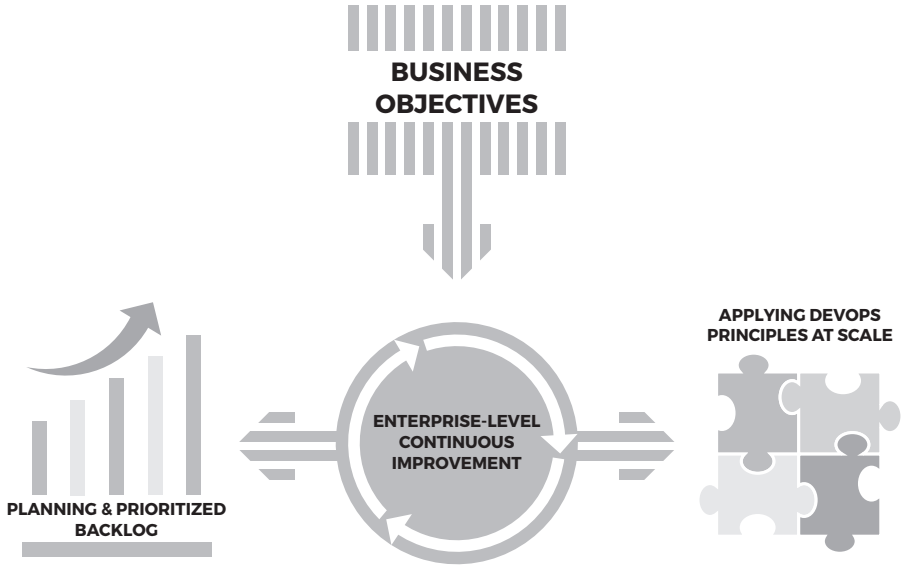 BUSINESS
OBJECTIVES
APPLYING DEVOPS
PRINCIPLES AT SCALE
ENTERPRISE-LEVEL
CONTINUOUS
IMPROVEMENT
PLANNING & PRIORITIZED
BACKLOG